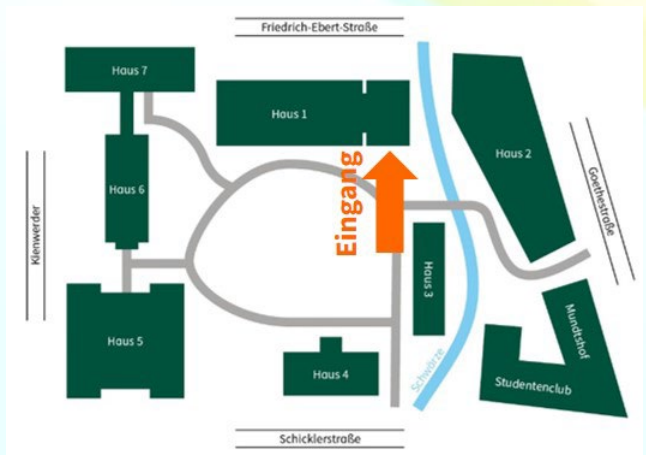 Friedrich-Ebert-Straße
Haus 7
Haus 1
Haus 2
Goethestraße
Eingang
Haus 6
Kienwerder
Haus 3
Haus 5
Haus 4
Schwärze
Mundtshof
Studentenclub
Schicklerstraße